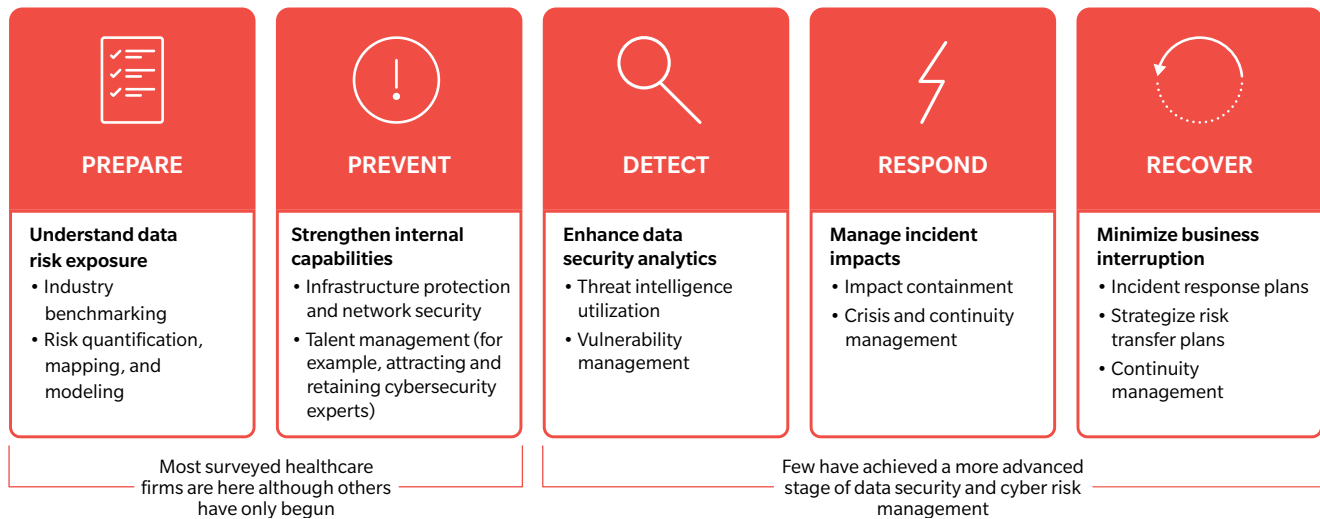 PREPARE
Understand data
risk exposure
• Industry
benchmarking
• Risk quantification,
mapping, and
modeling
PREVENT
Strengthen internal
capabilities
• Infrastructure protection
and network security
• Talent management (for
example, attracting and
retaining cybersecurity
experts)
DETECT
Enhance data
security analytics
• Threat intelligence
utilization
• Vulnerability
management
RESPOND
Manage incident
impacts
• Impact containment
• Crisis and continuity
management
RECOVER
Minimize business
interruption
• Incident response plans
• Strategize risk
transfer plans
• Continuity
management
Most surveyed healthcare
firms are here although others
have only begun
Few have achieved a more advanced
stage of data security and cyber risk
management